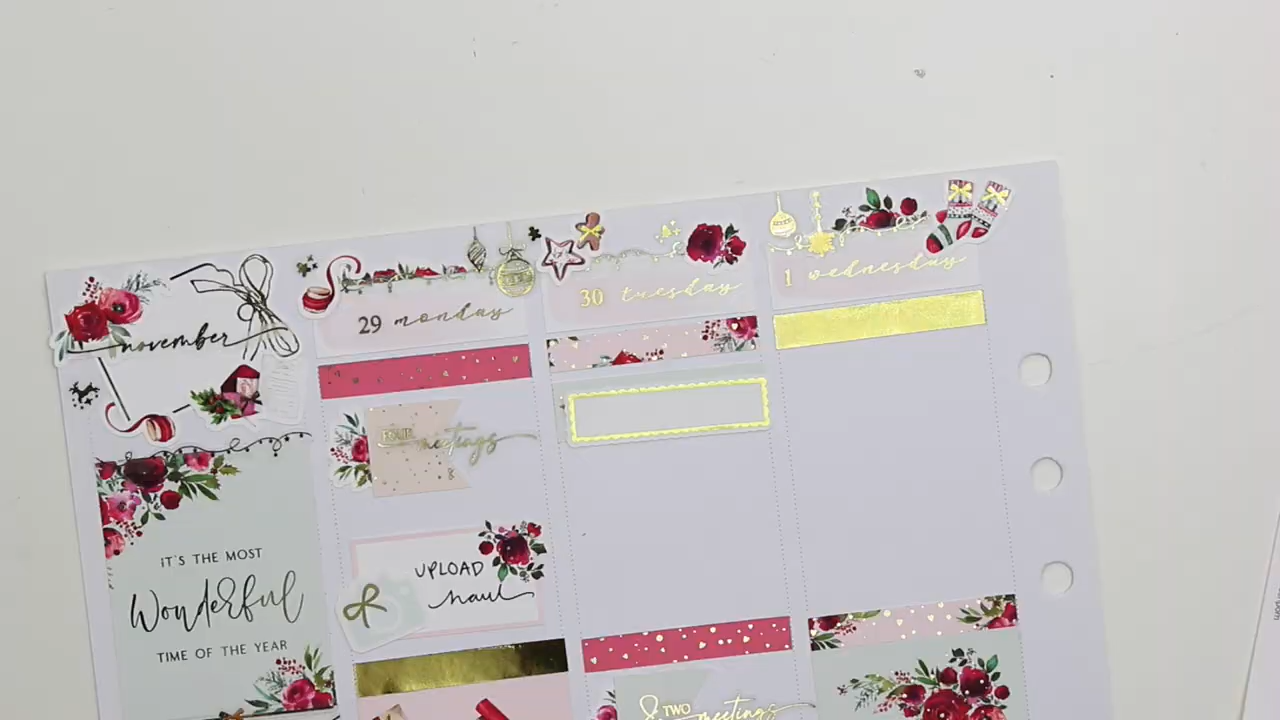 november
IT'S THE MOST
Wonderful
TIME OF THE YEAR
29 monday
FOUR
meetings
UPLOAD
haul
30 tuesday
& TWO
meetings
1 wednesday